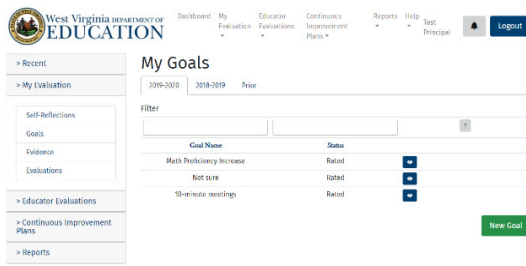 West Virginia DEPARTMENT OF
EDUCATION
Dashboard
My
Evaluation
Educator
Evaluations
Continuous
Improvement
Plans
Reports
Help
Test
Principal
Logout
> Recent
> My Evaluation
Self-Reflections
Goals
Evidence
Evaluations
> Educator Evaluations
> Continuous Improvement
Plans
> Reports
My Goals
2019-2020 2018-2019 Prior
Filter
Goal Name Status
Math Proficiency Increase Rated
Not sure Rated
10-minute meetings Rated
New Goal